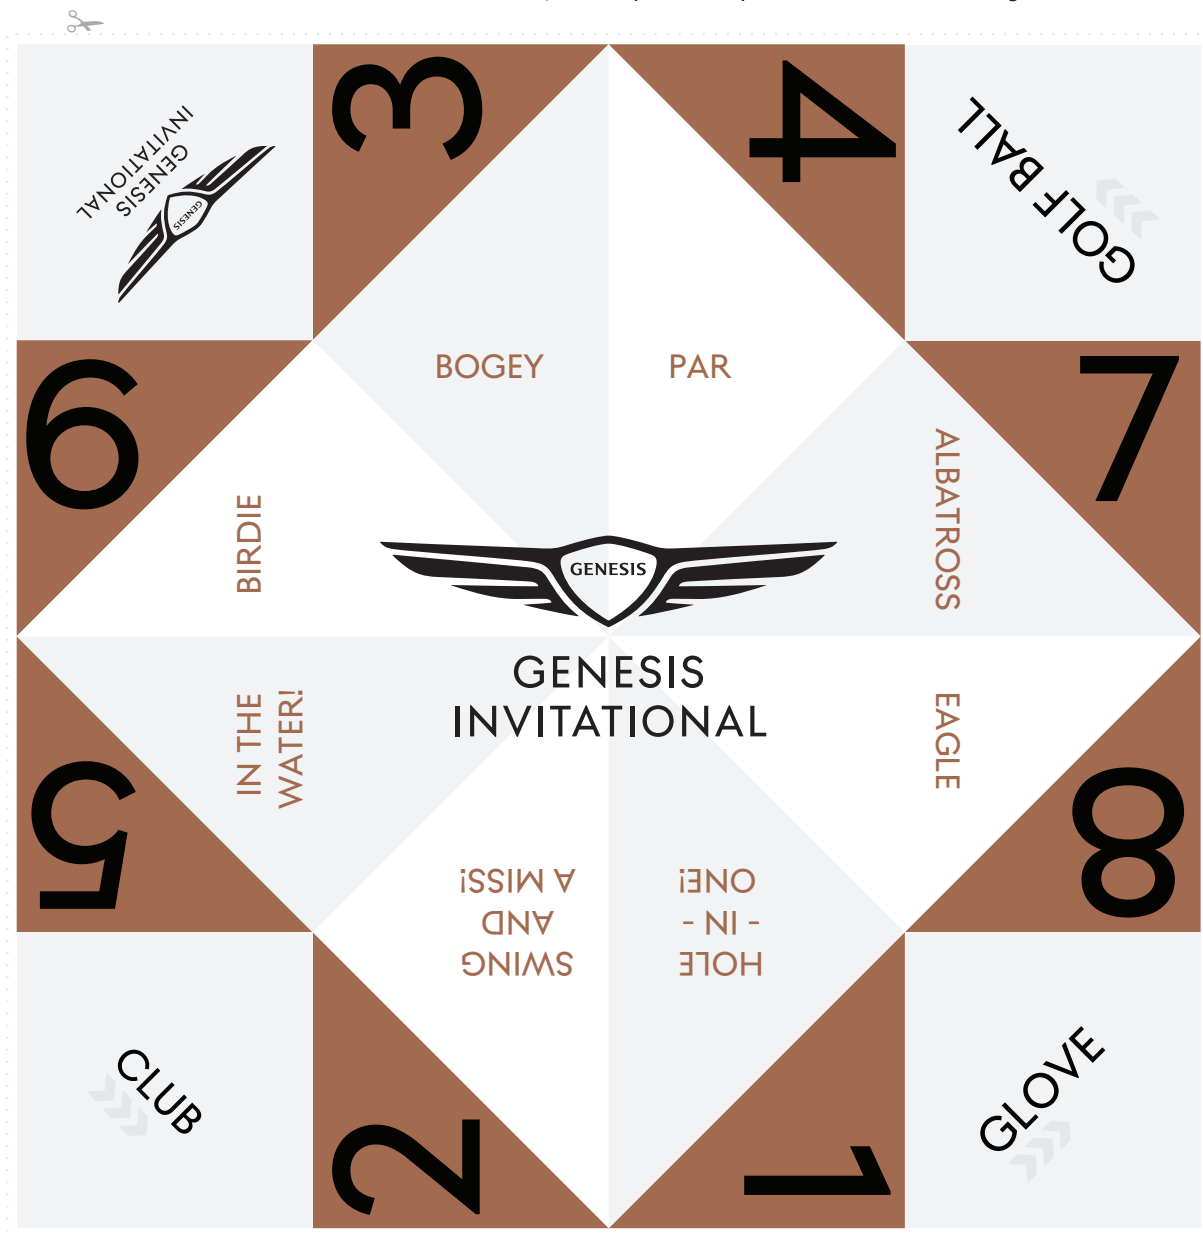 GENESIS
INVITATIONAL
GENESIS
3
4
GOLF BALL
6
BOGEY
PAR
7
BIRDIE
ALBATROSS
GENESIS
GENESIS
INVITATIONAL
IN THE
WATER!
EAGLE
5
8
SWING
AND
A MISS!
HOLE
- IN -
ONE!
CLUB
GLOVE
2
1